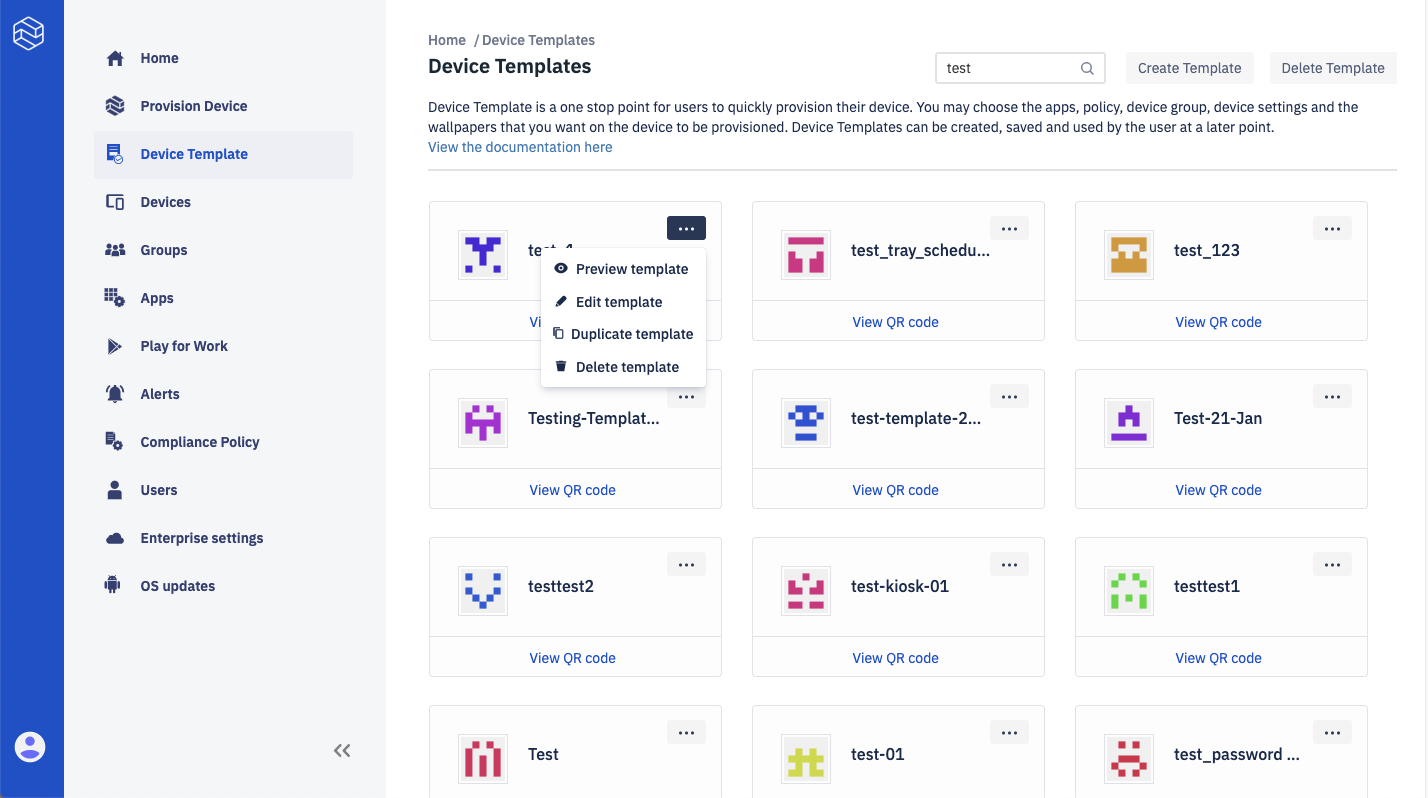 Home
Provision Device
Device Template
Devices
Groups
Apps
Play for Work
Alerts
Compliance Policy
Users
Enterprise settings
OS updates
Home / Device Templates
Device Templates
test
Create Template
Delete Template
Device Template is a one stop point for users to quickly provision their device. You may choose the apps, policy, device group, device settings and the
wallpapers that you want on the device to be provisioned. Device Templates can be created, saved and used by the user at a later point.
View the documentation here
Preview template
Edit template
Duplicate template
Delete template
test_tray_schedu...
View QR code
test_123
View QR code
Testing-Templat...
View QR code
test-template-2...
View QR code
Test-21-Jan
View QR code
testtest2
View QR code
test-kiosk-01
View QR code
testtest1
View QR code
Test
test-01
test_password ...